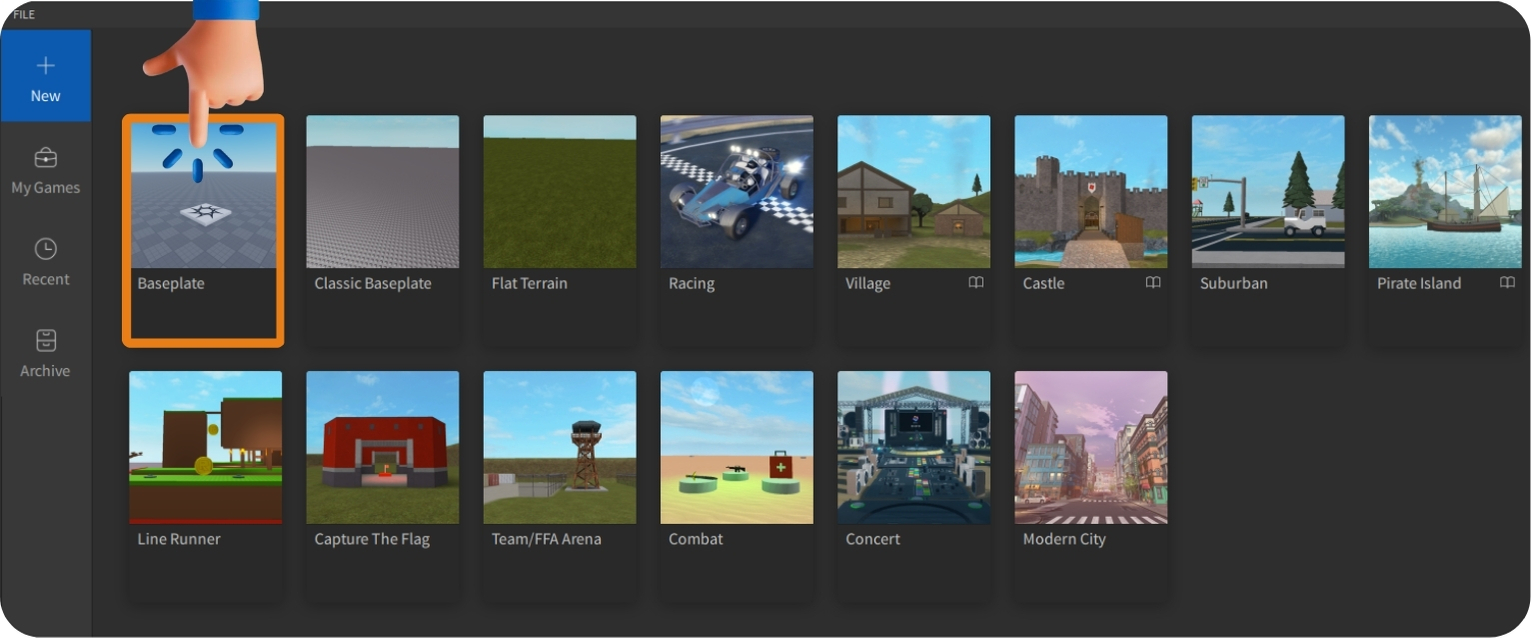 FILE
New
My Games
Recent
Archive
Baseplate
Classic Baseplate
Flat Terrain
Racing
Village
Castle
Suburban
Pirate Island
Line Runner
Capture The Flag
Team/FFA Arena
Combat
Concert
Modern City